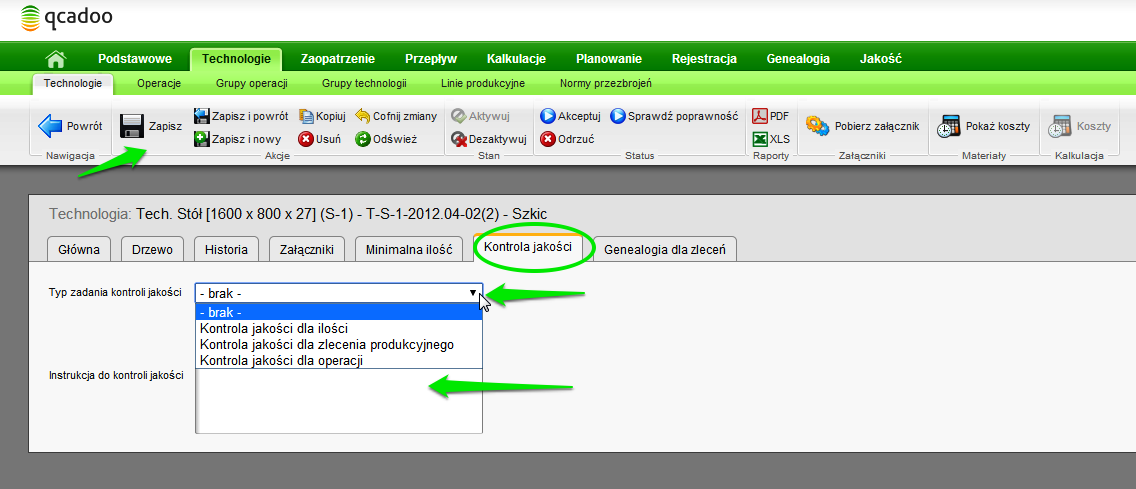 qcadoo
Podstawowe Technologie Zaopatrzenie Przepływ Kalkulacje Planowanie Rejestracja Genealogia Jakość
Technologie Operacje Grupy operacji Grupy technologii Linie produkcyjne Normy przezbrojeń
Powrót Zapisz Zapisz i powrót Kopiuj Cofnij zmiany Aktywuj Akceptuj Sprawdź poprawność PDF Pobierz załącznik Pokaż koszty Koszty
Zapisz i nowy Usuń Odśwież Dezaktywuj Odrzuć XLS
Nawigacja Akcje Stan Status Raporty Załączniki Materiały Kalkulacja
Technologia: Tech. Stół [1600 x 800 x 27] (S-1) - T-S-1-2012.04-02(2) - Szkic
Główna Drzewo Historia Załączniki Minimalna ilość Kontrola jakości Genealogia dla zleceń
Typ zadania kontroli jakości - brak -
- brak -
Kontrola jakości dla ilości
Kontrola jakości dla zlecenia produkcyjnego
Kontrola jakości dla operacji
Instrukcja do kontroli jakości